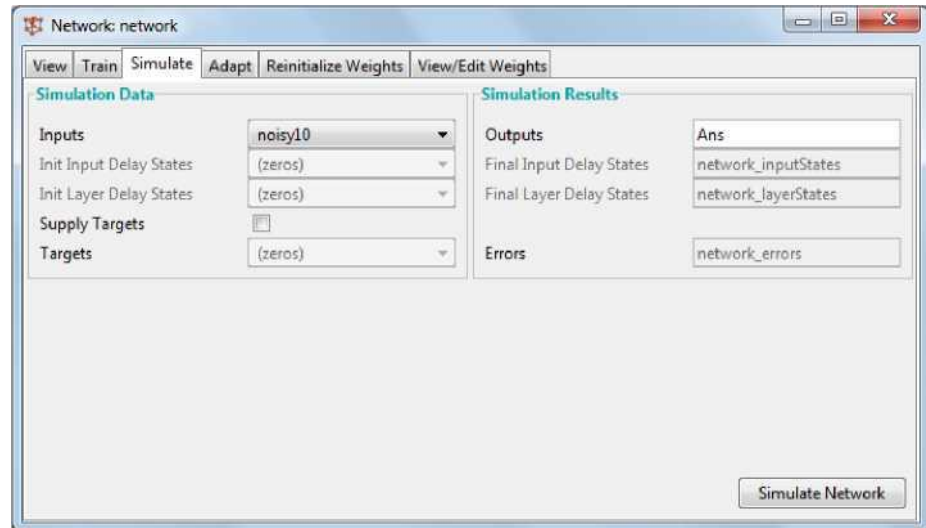 Network: network
View Train Simulate Adapt Reinitialize Weights View/Edit Weights
Simulation Data
Inputs noisy10
Init Input Delay States (zeros)
Init Layer Delay States (zeros)
Supply Targets
Targets (zeros)
Simulation Results
Outputs Ans
Final Input Delay States network_inputStates
Final Layer Delay States network_layerStates
Errors network_errors
Simulate Network